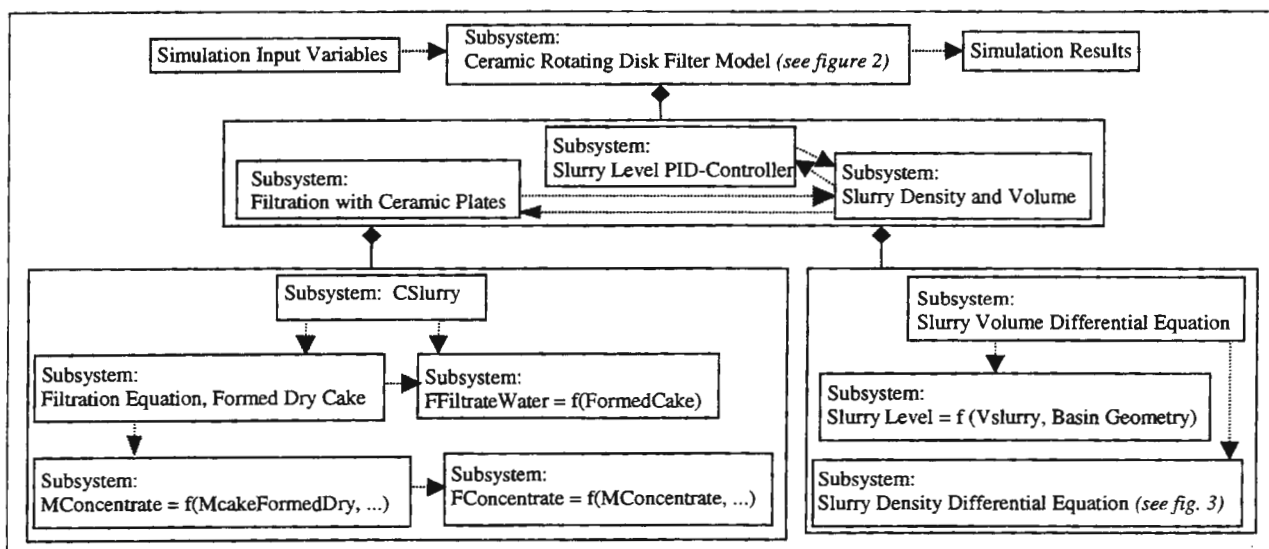 Simulation Input Variables
Subsystem:
Ceramic Rotating Disk Filter Model (see figure 2)
Simulation Results
Subsystem:
Slurry Level PID-Controller
Subsystem:
Filtration with Ceramic Plates
Subsystem:
Slurry Density and Volume
Subsystem: CSlurry
Subsystem:
Filtration Equation, Formed Dry Cake
Subsystem:
FFiltrateWater = f(FormedCake)
Subsystem:
MConcentrate = f(McakeFormedDry, ...)
Subsystem:
FConcentrate = f(MConcentrate, ...)
Subsystem:
Slurry Volume Differential Equation
Subsystem:
Slurry Level = f (Vslurry, Basin Geometry)
Subsystem:
Slurry Density Differential Equation (see fig. 3)